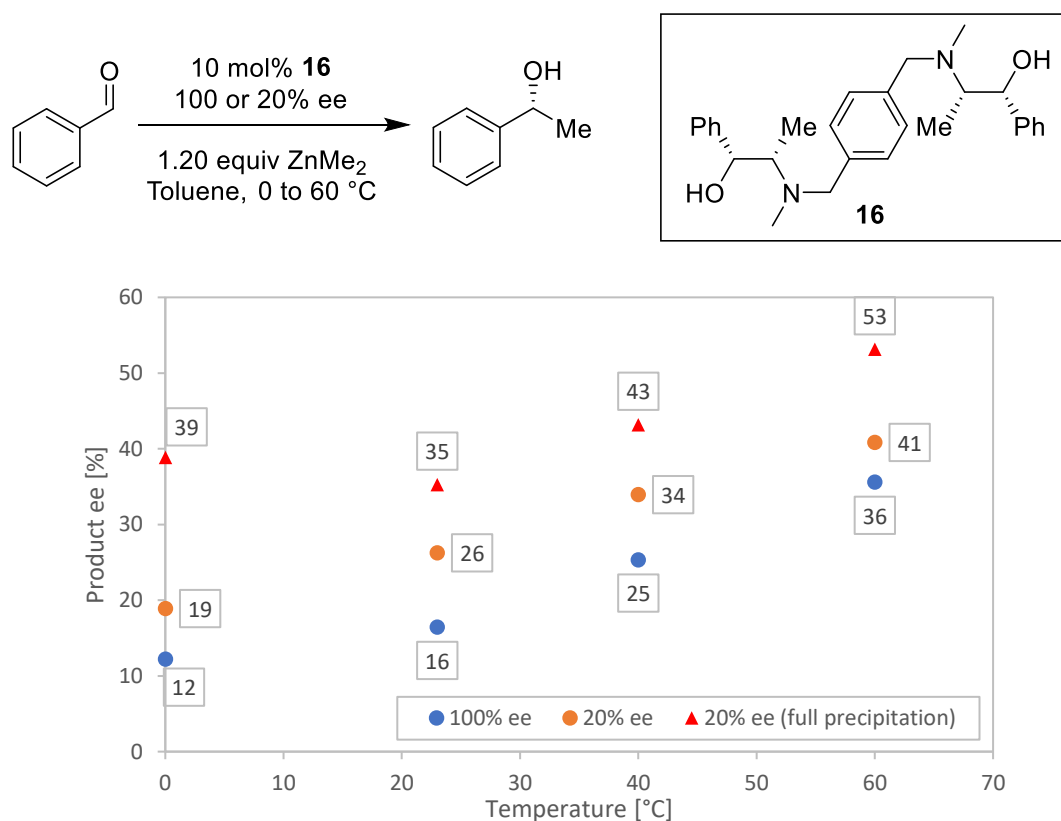 O
10 mol% 16
100 or 20% ee
1.20 equiv ZnMe2
Toluene, 0 to 60 °C
OH
Me
N
OH
Me
Ph
Ph
Me
HO
N
16
Product ee [%]
60
50
40
30
20
10
0
0
10
20
30
40
50
60
70
Temperature [°C]
39
19
12
35
26
16
43
34
25
53
41
36
100% ee
20% ee
20% ee (full precipitation)